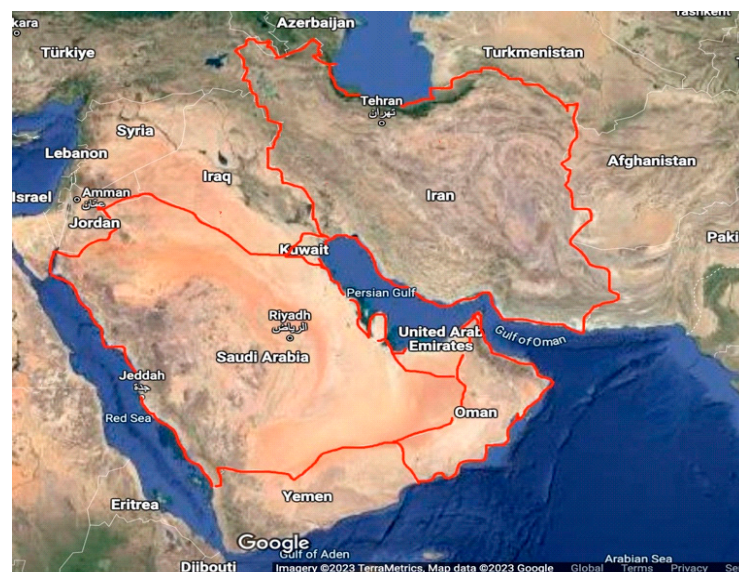 Azerbaijan
Türkiye
Turkmenistan
Tehran
تهران
Syria
Lebanon
Afghanistan
Iraq
Israel
Amman
عمّان
Iran
Jordan
Kuwait
Persian Gulf
Riyadh
الرياض
United Arab
Emirates
Gulf of Oman
Saudi Arabia
Jeddah
جدة
Red Sea
Oman
Yemen
Eritrea
Google
Gulf of Aden
Djibouti
Arabian Sea
Imagery ©2023 TerraMetrics, Map data ©2023 Google Global Terms Privacy